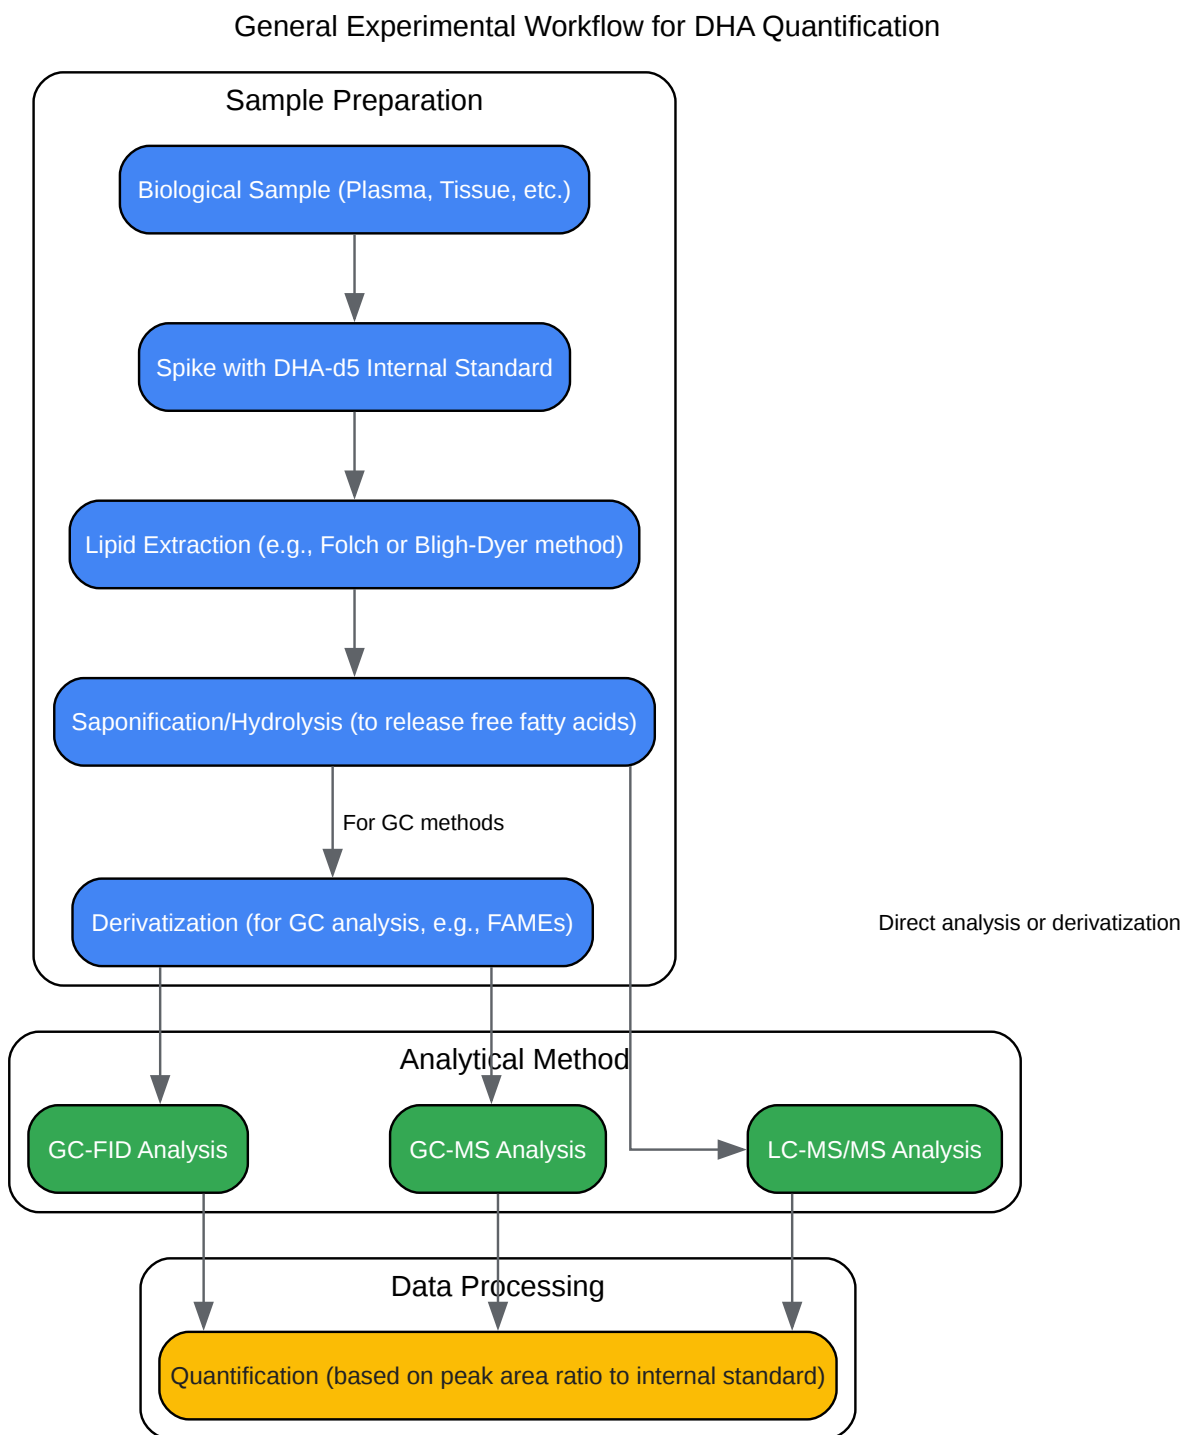 General Experimental Workflow for DHA Quantification
Sample Preparation
Biological Sample (Plasma, Tissue, etc.)
Spike with DHA-d5 Internal Standard
Lipid Extraction (e.g., Folch or Bligh-Dyer method)
Saponification/Hydrolysis (to release free fatty acids)
For GC methods
Derivatization (for GC analysis, e.g., FAMEs)
Direct analysis or derivatization
Analytical Method
GC-FID Analysis
GC-MS Analysis
LC-MS/MS Analysis
Data Processing
Quantification (based on peak area ratio to internal standard)